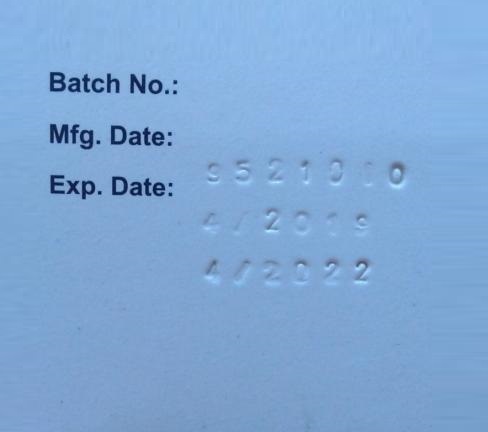 Batch No.:
Mfg. Date:
Exp. Date:
4/2019
4/2022